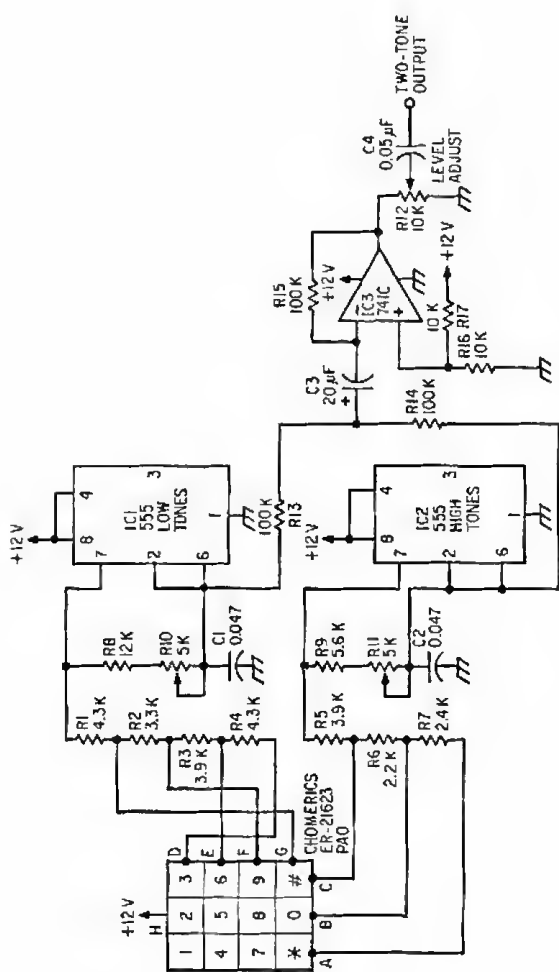 +12V
H
1 2 3
4 5 6
7 8 9
* 0 #
D
E
F
G
A
B
C
CHOMERICS
ER-21623
PAD
R1
4.3K
R2
3.3K
R3
3.9K
R4
4.3K
R8
12K
R10
5K
C1
0.047
+12V
7
8
4
2
6
1
3
IC1
555
LOW
TONES
R5
3.9K
R6
2.2K
R7
2.4K
R9
5.6K
R11
5K
C2
0.047
+12V
7
8
4
2
6
1
3
IC2
555
HIGH
TONES
100K
R13
R14
100K
C3
20µF
+
R15
100K
+12V
-
IC3
741C
+
10K
R17
+12V
R16
10K
R12
10K
LEVEL
ADJUST
C4
0.05µF
TWO-TONE
OUTPUT